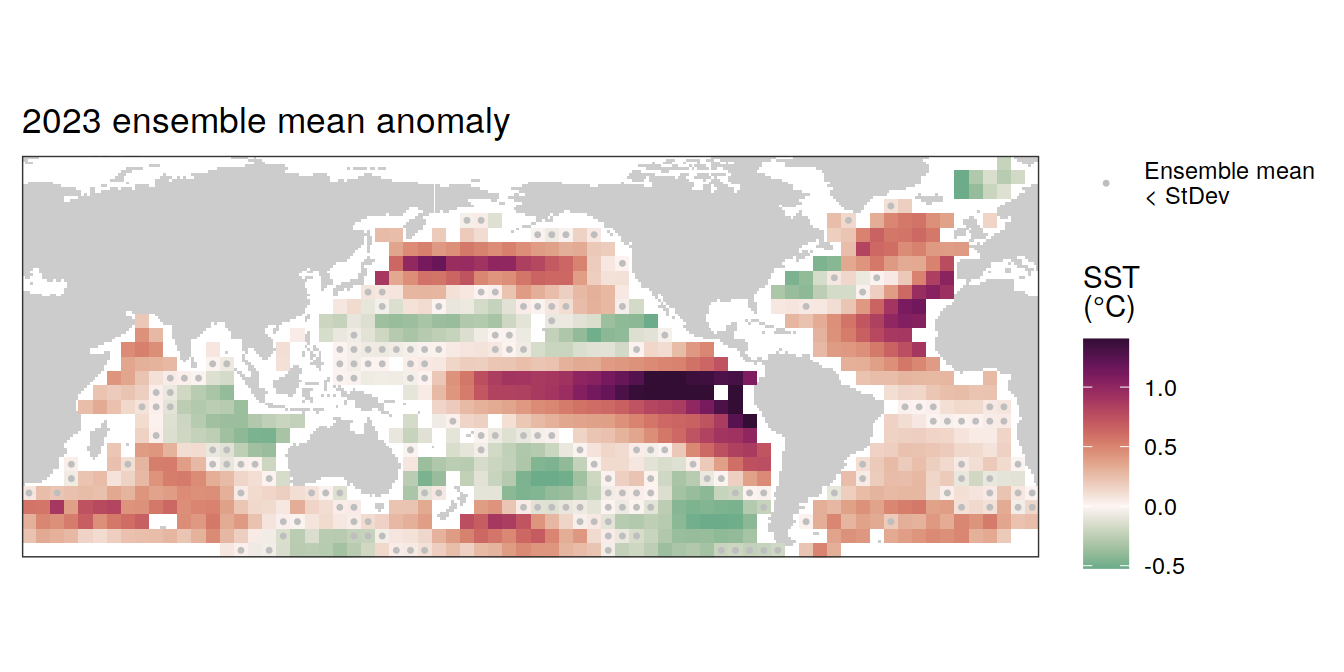 2023 ensemble mean anomaly
Ensemble mean
< StDev
SST
(°C)
1.0
0.5
0.0
-0.5